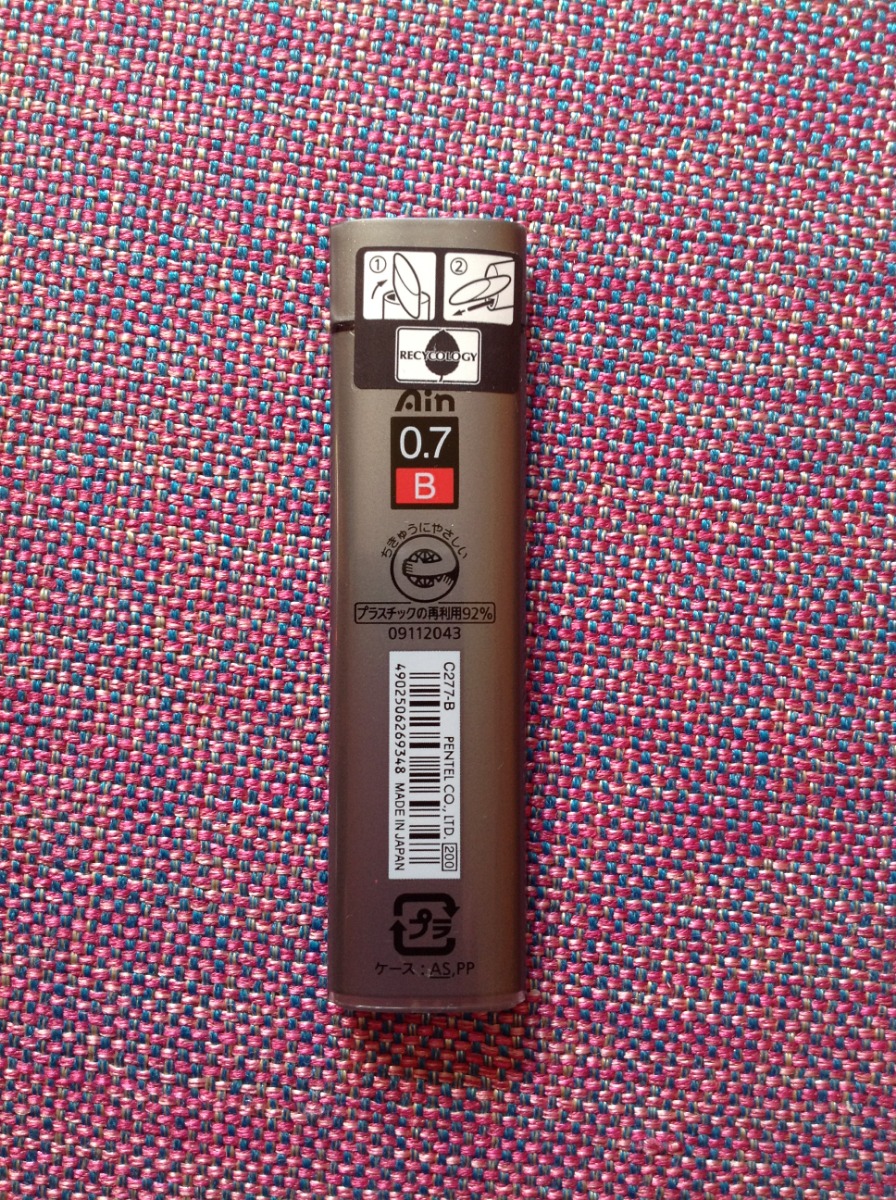 ① ②
RECYCOLOGY
Ain
0.7
B
ちきゅうにやさしい
e
プラスチックの再利用92%
09112043
C277-B PENTEL CO., LTD. 200
4902506269348 MADE IN JAPAN
プラ
ケース：AS,PP